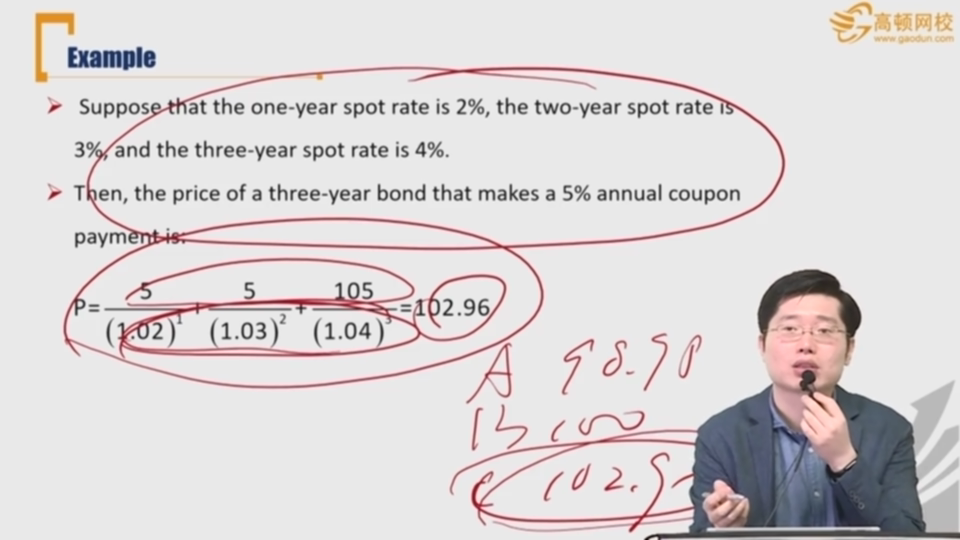 高顿网校
www.gaodun.com
Example
➢ Suppose that the one-year spot rate is 2%, the two-year spot rate is
3%, and the three-year spot rate is 4%.
➢ Then, the price of a three-year bond that makes a 5% annual coupon
payment is:
P= 5/(1.02)^1 + 5/(1.03)^2 + 105/(1.04)^3 =102.96
A 98.98
B 100
C 102.9